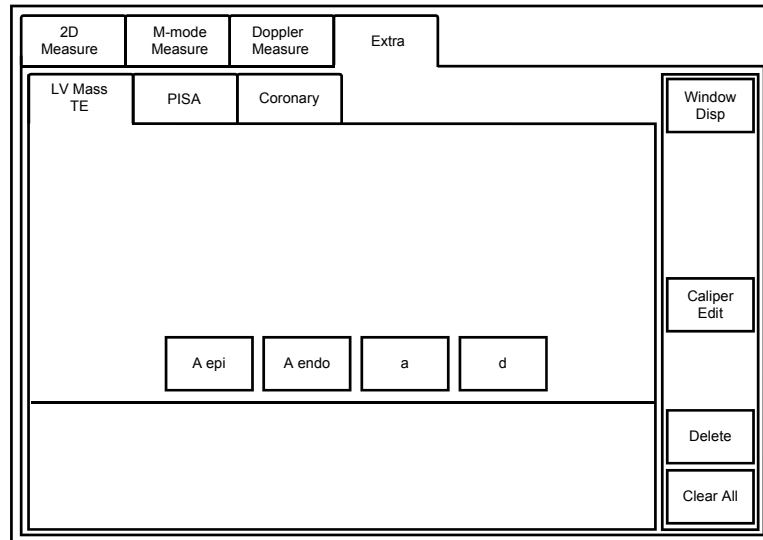 2D
Measure
M-mode
Measure
Doppler
Measure
Extra
LV Mass
TE
PISA
Coronary
Window
Disp
Caliper
Edit
A epi
A endo
a
d
Delete
Clear All